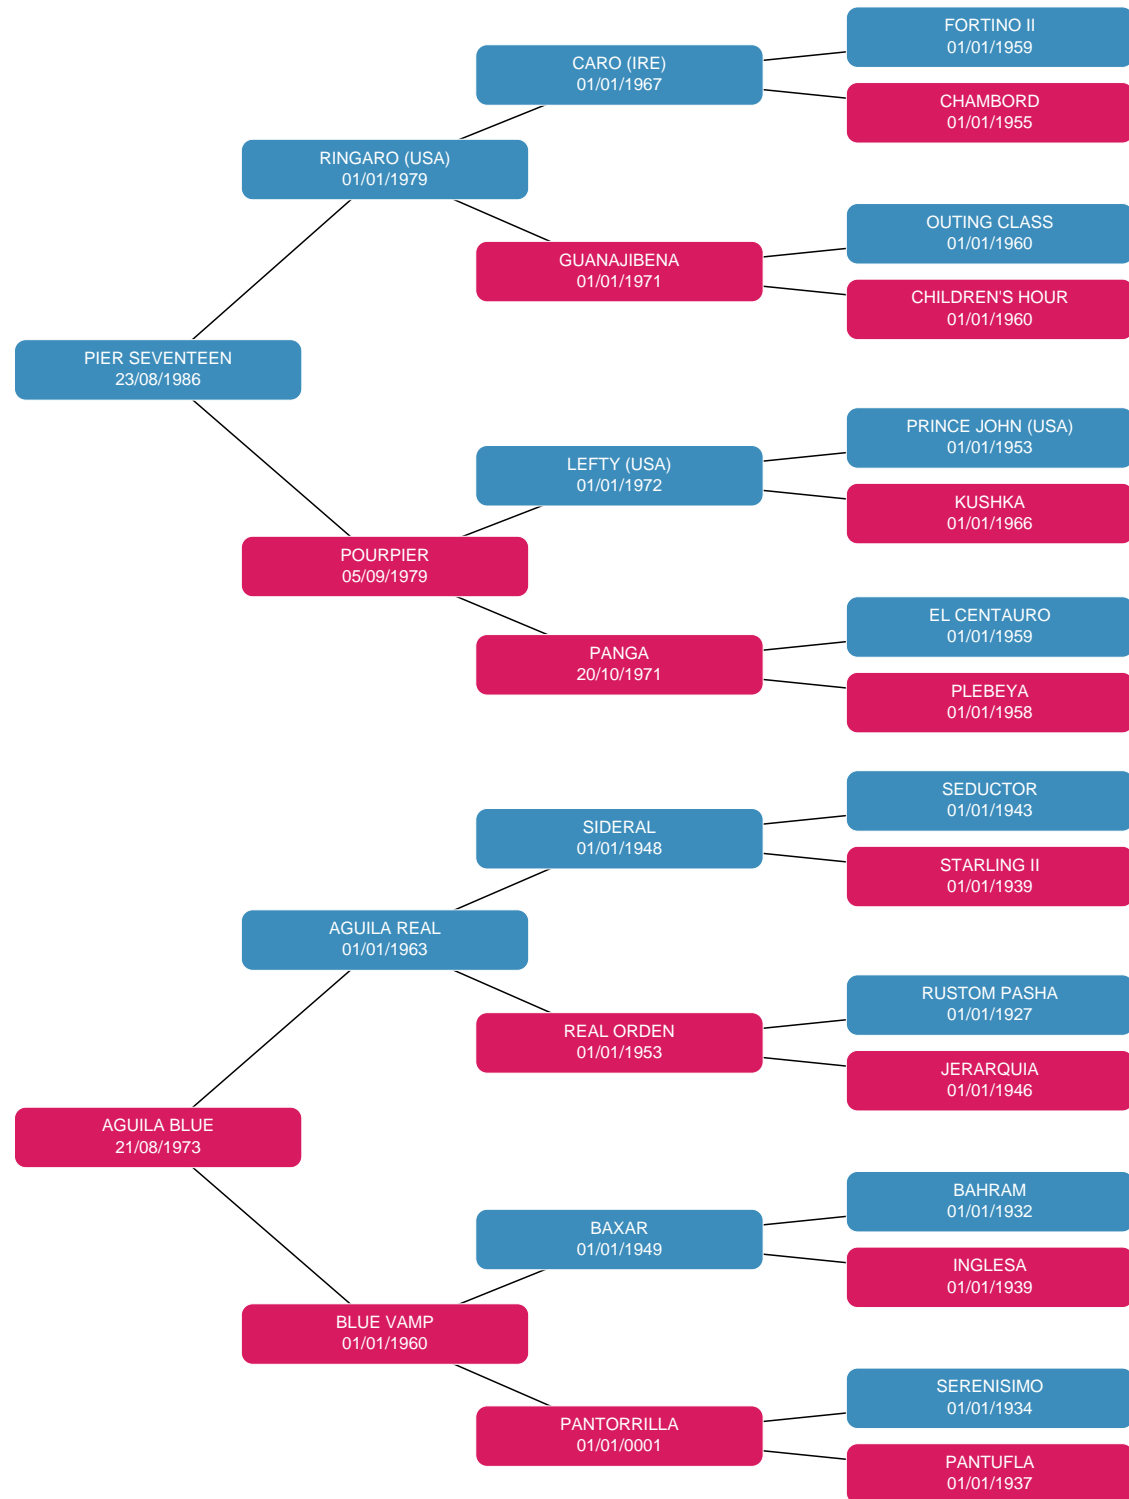 FORTINO II
01/01/1959
CARO (IRE)
01/01/1967
CHAMBORD
01/01/1955
RINGARO (USA)
01/01/1979
OUTING CLASS
01/01/1960
GUANAJIBENA
01/01/1971
CHILDREN'S HOUR
01/01/1960
PIER SEVENTEEN
23/08/1986
PRINCE JOHN (USA)
01/01/1953
LEFTY (USA)
01/01/1972
KUSHKA
01/01/1966
POURPIER
05/09/1979
EL CENTAURO
01/01/1959
PANGA
20/10/1971
PLEBEYA
01/01/1958
SEDUCTOR
01/01/1943
SIDERAL
01/01/1948
STARLING II
01/01/1939
AGUILA REAL
01/01/1963
RUSTOM PASHA
01/01/1927
REAL ORDEN
01/01/1953
JERARQUIA
01/01/1946
AGUILA BLUE
21/08/1973
BAHRAM
01/01/1932
BAXAR
01/01/1949
INGLESA
01/01/1939
BLUE VAMP
01/01/1960
SERENISIMO
01/01/1934
PANTORRILLA
01/01/0001
PANTUFLA
01/01/1937